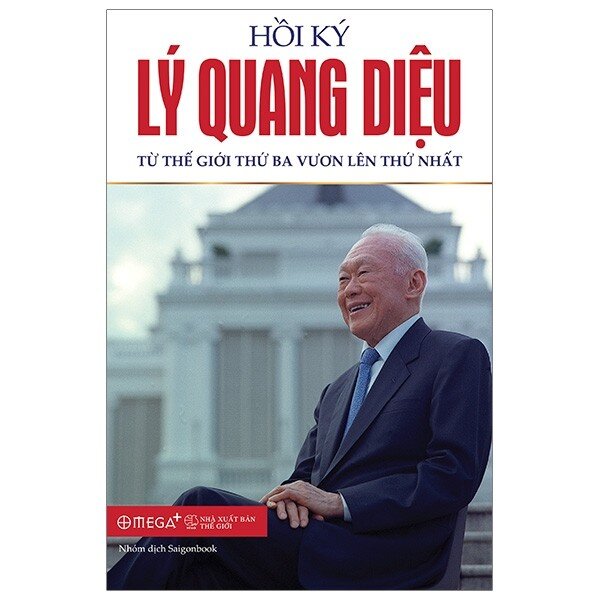 HỒI KÝ
LÝ QUANG DIỆU
TỪ THẾ GIỚI THỨ BA VƯƠN LÊN THỨ NHẤT
OMEGA+
NHÀ XUẤT BẢN
THẾ GIỚI
Nhóm dịch Saigonbook